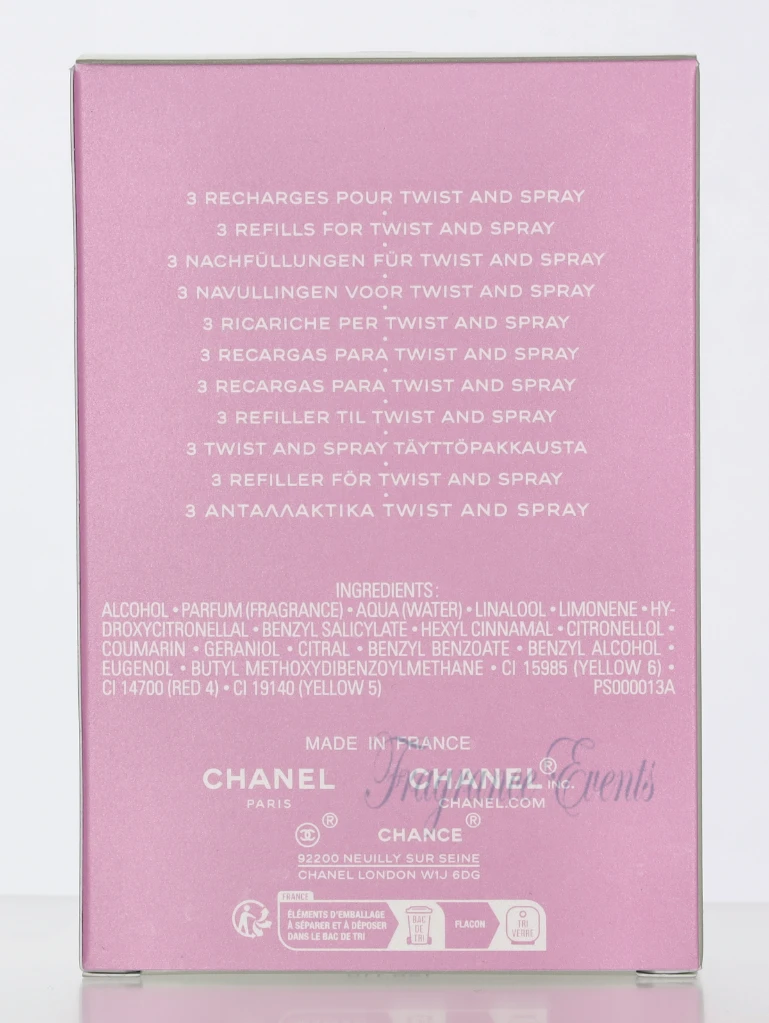 3 RECHARGES POUR TWIST AND SPRAY
•
3 REFILLS FOR TWIST AND SPRAY
•
3 NACHFÜLLUNGEN FÜR TWIST AND SPRAY
•
3 NAVULLINGEN VOOR TWIST AND SPRAY
•
3 RICARICHE PER TWIST AND SPRAY
•
3 RECARGAS PARA TWIST AND SPRAY
•
3 RECARGAS PARA TWIST AND SPRAY
•
3 REFILLER TIL TWIST AND SPRAY
•
3 TWIST AND SPRAY TÄYTTÖPAKKAUSTA
•
3 REFILLER FÖR TWIST AND SPRAY
•
3 ΑΝΤΑΛΛΑΚΤΙΚΑ TWIST AND SPRAY
INGREDIENTS:
ALCOHOL • PARFUM (FRAGRANCE) • AQUA (WATER) • LINALOOL • LIMONENE • HY-
DROXYCITRONELLAL • BENZYL SALICYLATE • HEXYL CINNAMAL • CITRONELLOL •
COUMARIN • GERANIOL • CITRAL • BENZYL BENZOATE • BENZYL ALCOHOL •
EUGENOL • BUTYL METHOXYDIBENZOYLMETHANE • CI 15985 (YELLOW 6) •
CI 14700 (RED 4) • CI 19140 (YELLOW 5) PS000013A
MADE IN FRANCE
CHANEL CHANEL® INC.
PARIS CHANEL.COM
® CHANCE®
92200 NEUILLY SUR SEINE
CHANEL LONDON W1J 6DG
Fragrance Events
FRANCE
ÉLÉMENTS D'EMBALLAGE
À SÉPARER ET À DÉPOSER
DANS LE BAC DE TRI
BAC
DE
TRI
FLACON
TRI
VERRE